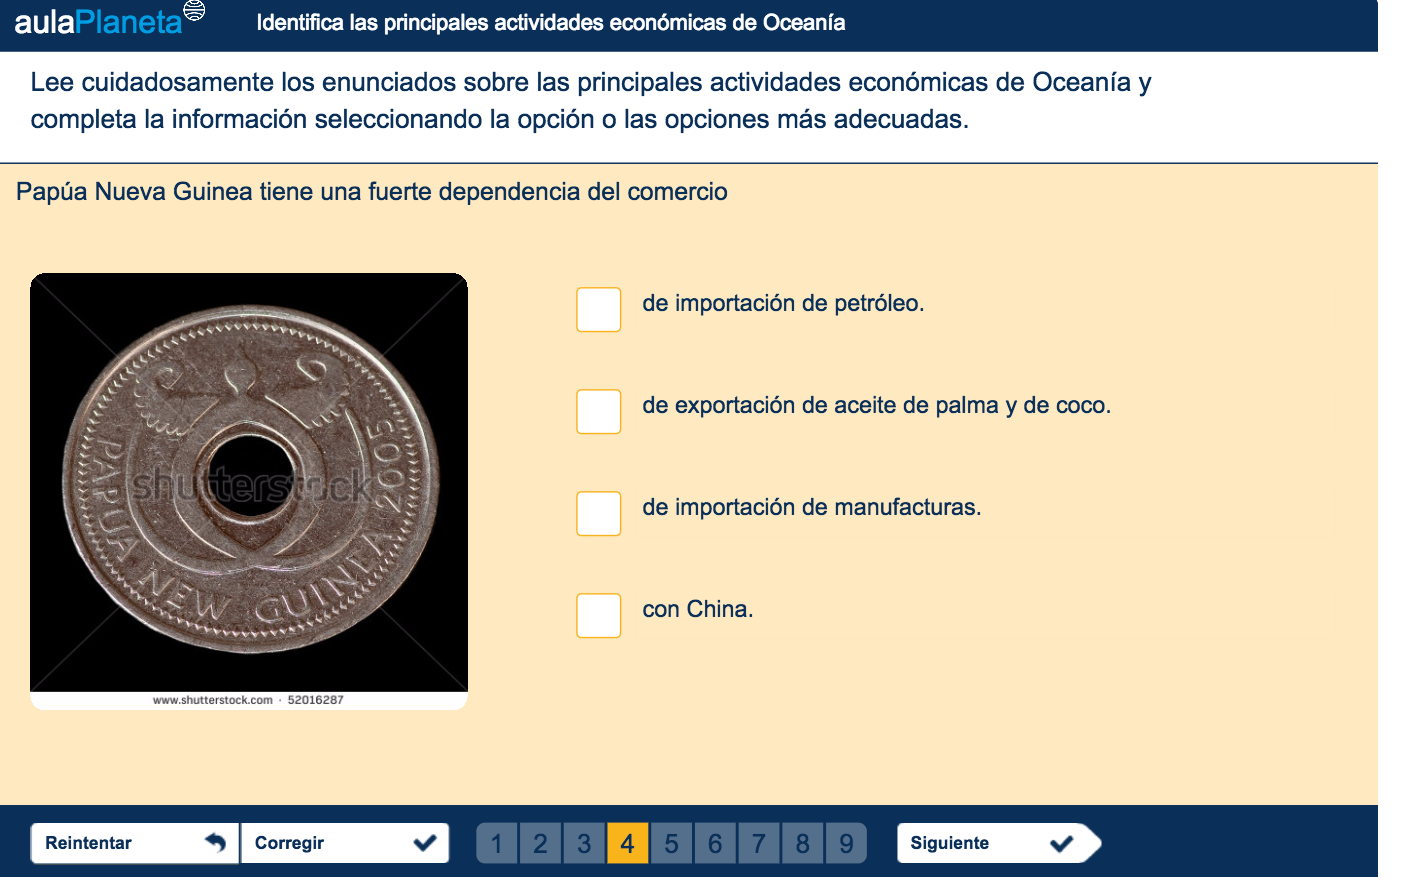 aulaPlaneta
Identifica las principales actividades económicas de Oceanía
Lee cuidadosamente los enunciados sobre las principales actividades económicas de Oceanía y
completa la información seleccionando la opción o las opciones más adecuadas.
Papúa Nueva Guinea tiene una fuerte dependencia del comercio
PAPUA NEW GUINEA 2005
shutterstock
www.shutterstock.com · 52016287
de importación de petróleo.
de exportación de aceite de palma y de coco.
de importación de manufacturas.
con China.
Reintentar
Corregir
1 2 3 4 5 6 7 8 9
Siguiente